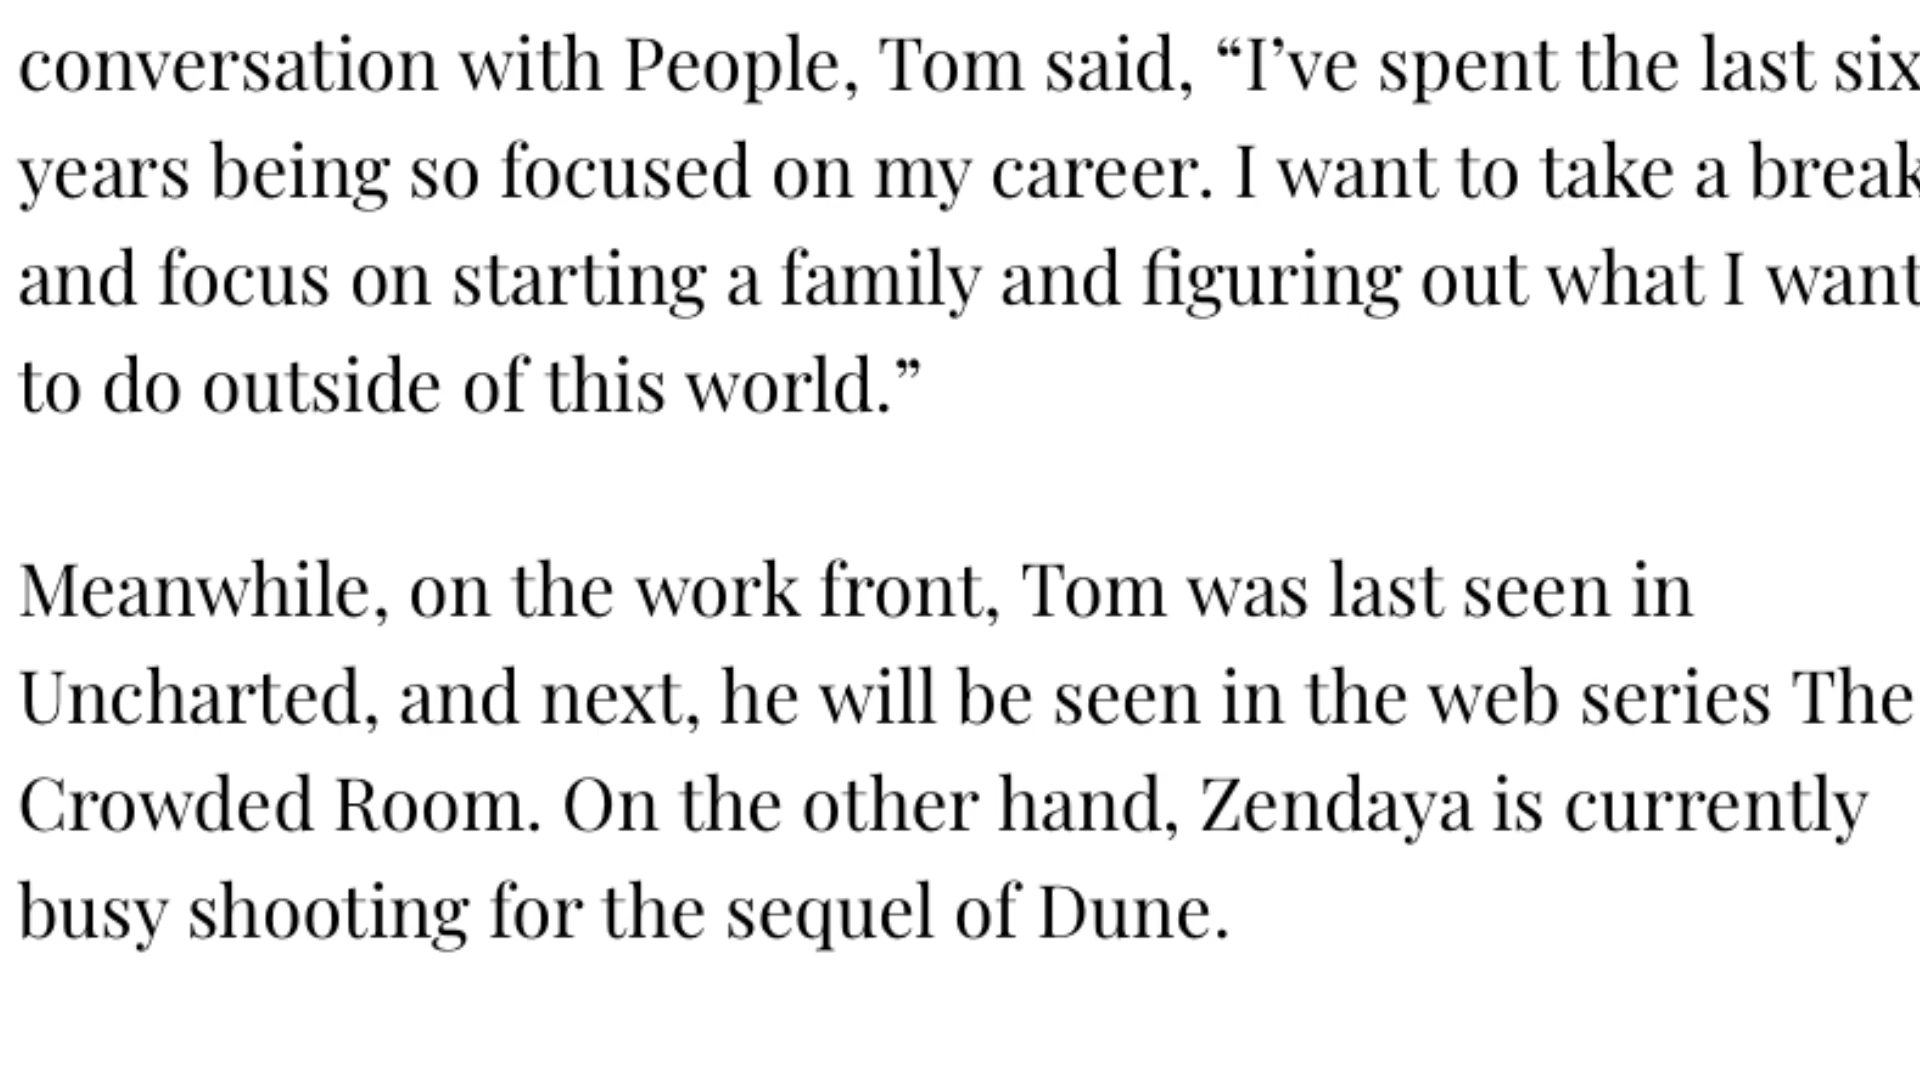 conversation with People, Tom said, “I’ve spent the last six
years being so focused on my career. I want to take a break
and focus on starting a family and figuring out what I want
to do outside of this world.”
Meanwhile, on the work front, Tom was last seen in
Uncharted, and next, he will be seen in the web series The
Crowded Room. On the other hand, Zendaya is currently
busy shooting for the sequel of Dune.